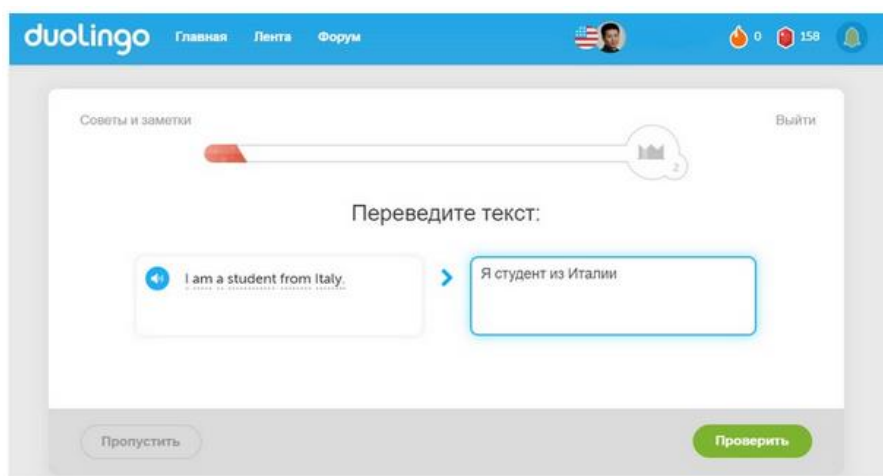 duolingo Главная Лента Форум 0 158
Советы и заметки Выйти
2
Переведите текст:
I am a student from Italy.
Я студент из Италии
Пропустить Проверить